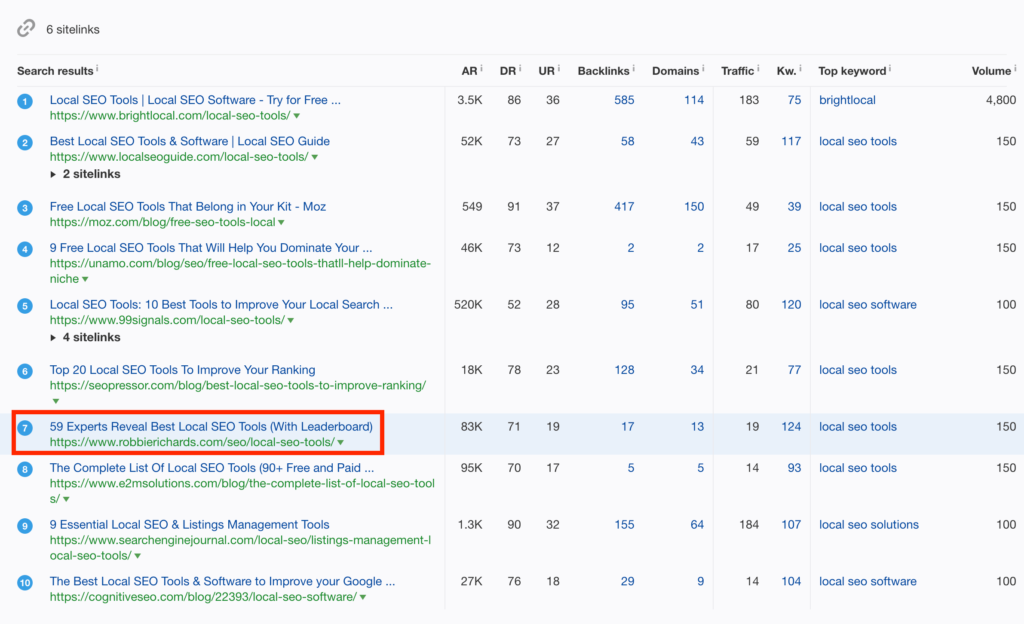 6 sitelinks
Search results i AR i DR i UR i Backlinks i Domains i Traffic i Kw. i Top keyword i Volume i
1 Local SEO Tools | Local SEO Software - Try for Free ... 3.5K 86 36 585 114 183 75 brightlocal 4,800
https://www.brightlocal.com/local-seo-tools/ ▼
2 Best Local SEO Tools & Software | Local SEO Guide 52K 73 27 58 43 59 117 local seo tools 150
https://www.localseoguide.com/local-seo-tools/ ▼
▶ 2 sitelinks
3 Free Local SEO Tools That Belong in Your Kit - Moz 549 91 37 417 150 49 39 local seo tools 150
https://moz.com/blog/free-seo-tools-local ▼
4 9 Free Local SEO Tools That Will Help You Dominate Your ... 46K 73 12 2 2 17 25 local seo tools 150
https://unamo.com/blog/seo/free-local-seo-tools-thatll-help-dominate-
niche ▼
5 Local SEO Tools: 10 Best Tools to Improve Your Local Search ... 520K 52 28 95 51 80 120 local seo software 100
https://www.99signals.com/local-seo-tools/ ▼
▶ 4 sitelinks
6 Top 20 Local SEO Tools To Improve Your Ranking 18K 78 23 128 34 21 77 local seo tools 150
https://seopressor.com/blog/best-local-seo-tools-to-improve-ranking/
▼
7 59 Experts Reveal Best Local SEO Tools (With Leaderboard) 83K 71 19 17 13 19 124 local seo tools 150
https://www.robbierichards.com/seo/local-seo-tools/ ▼
8 The Complete List Of Local SEO Tools (90+ Free and Paid ... 95K 70 17 5 5 14 93 local seo tools 150
https://www.e2msolutions.com/blog/the-complete-list-of-local-seo-tool
s/ ▼
9 9 Essential Local SEO & Listings Management Tools 1.3K 90 32 155 64 184 107 local seo solutions 100
https://www.searchenginejournal.com/local-seo/listings-management-l
ocal-seo-tools/ ▼
10 The Best Local SEO Tools & Software to Improve your Google ... 27K 76 18 29 9 14 104 local seo software 100
https://cognitiveseo.com/blog/22393/local-seo-software/ ▼